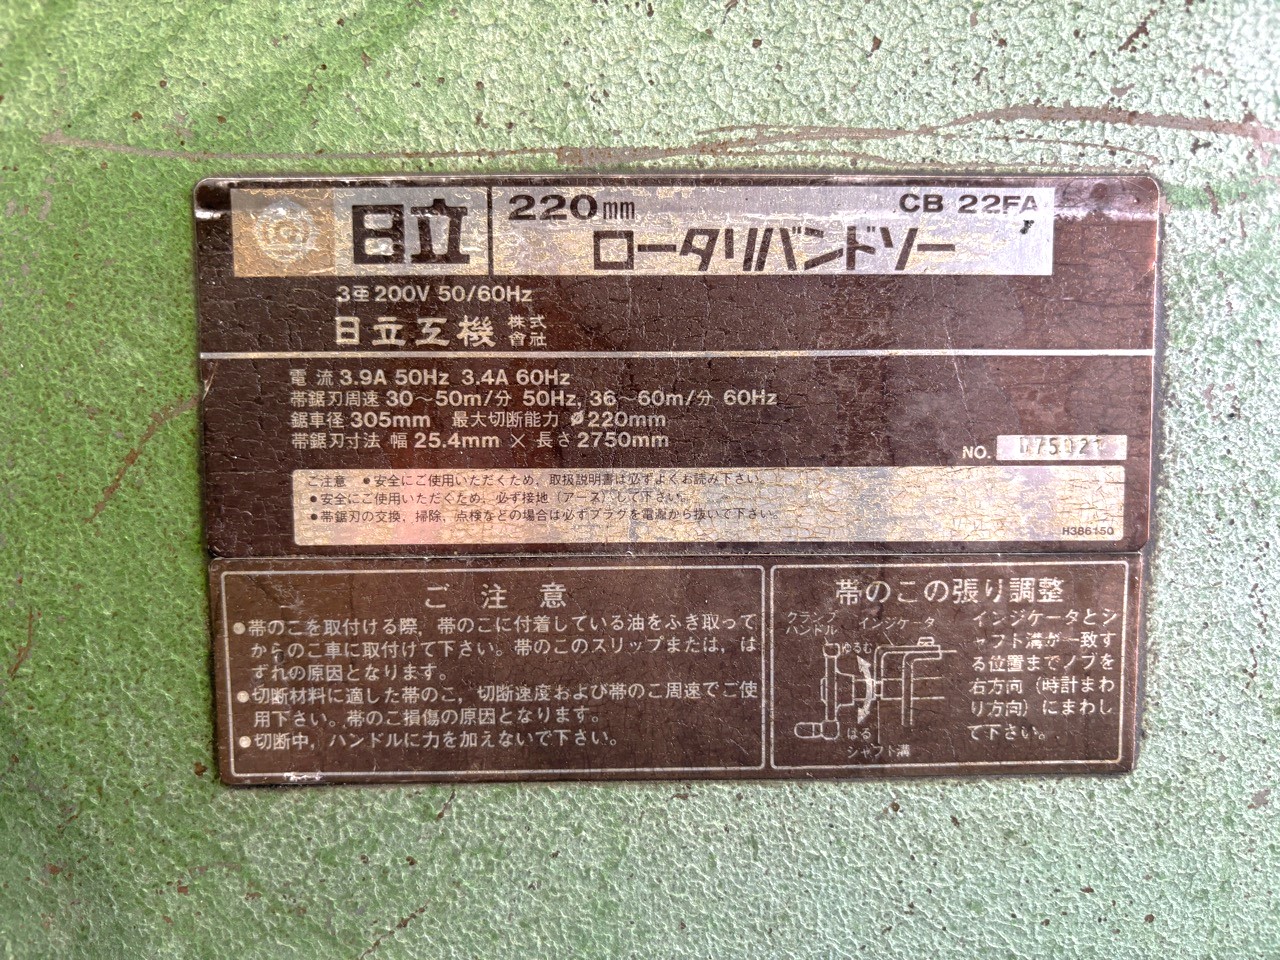 日立
220mm
CB 22FA
ロータリバンドソー
3〒200V 50/60Hz
日立工機 株式會社
電 流 3.9A 50Hz 3.4A 60Hz
帯鋸刃周速 30〜50m/分 50Hz, 36〜60m/分 60Hz
鋸車径 305mm 最大切断能力 φ220mm
帯鋸刃寸法 幅 25.4mm × 長さ 2750mm
NO.
ご注意 ●安全にご使用いただくため、取扱説明書は必ずよくお読み下さい。
●安全にご使用いただくため、必ず接地(アース)して下さい。
●帯鋸刃の交換、掃除、点検などの場合は必ずプラグを電源から抜いて下さい。
H386150
ご 注 意
●帯のこを取付ける際、帯のこに付着している油をふき取って
からのこ車に取付けて下さい。帯のこのスリップまたは、は
ずれの原因となります。
●切断材料に適した帯のこ、切断速度および帯のこ周速でご使
用下さい。帯のこ損傷の原因となります。
●切断中、ハンドルに力を加えないで下さい。
帯のこの張り調整
クランプ
ハンドル
インジケータ
ゆるむ
はる
シャフト溝
インジケータとシ
ャフト溝が一致す
る位置までノブを
右方向(時計まわ
り方向)にまわし
て下さい。